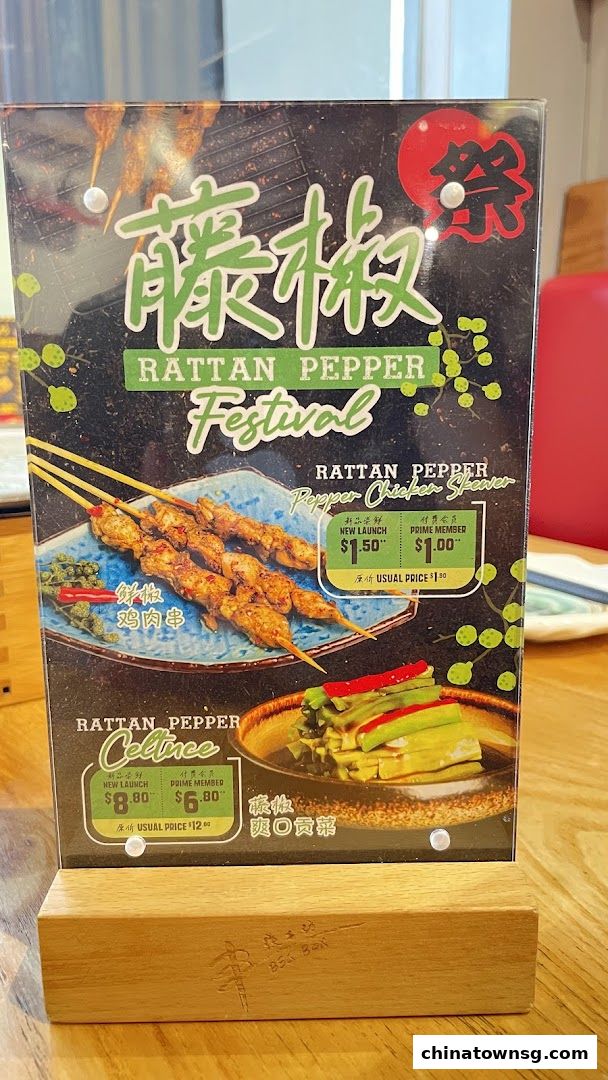 祭
藤椒
RATTAN PEPPER
Festival
RATTAN PEPPER
Pepper Chicken Skewer
新品尝鲜
NEW LAUNCH
$1.50++
付费会员
PRIME MEMBER
$1.00++
原价 USUAL PRICE $1.90
鲜椒
鸡肉串
RATTAN PEPPER
Celtuce
新品尝鲜
NEW LAUNCH
$8.80++
付费会员
PRIME MEMBER
$6.80++
原价 USUAL PRICE $12.80
藤椒
爽口贡菜
BSK BOX
chinatownsg.com